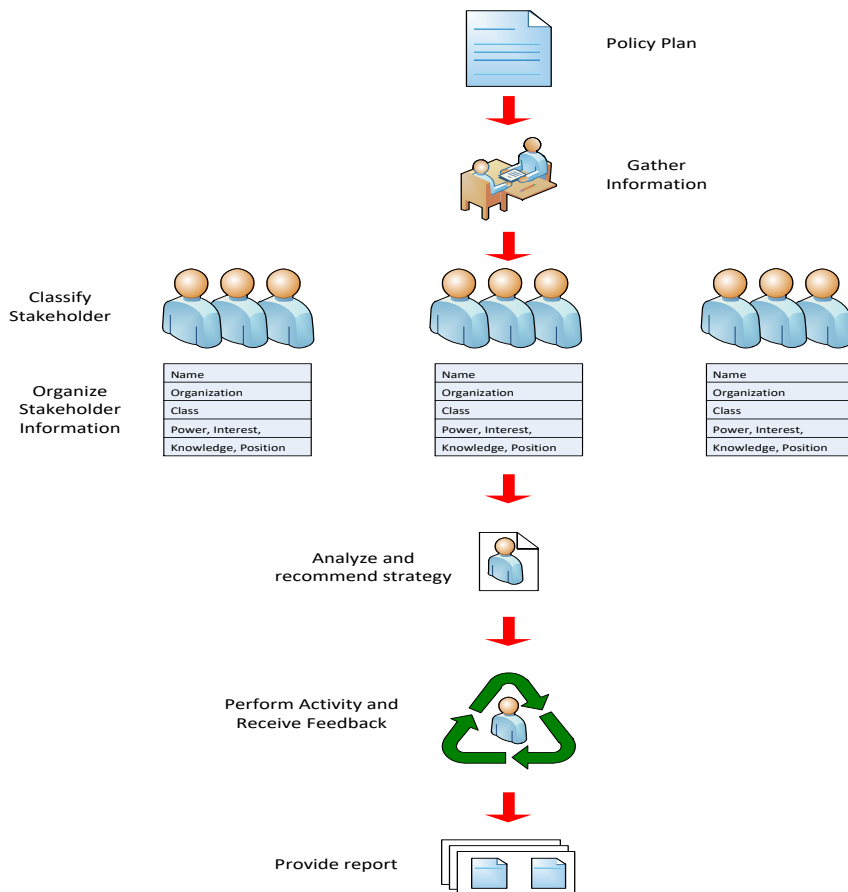 Policy Plan
Gather
Information
Classify
Stakeholder
Organize
Stakeholder
Information
Name
Organization
Class
Power, Interest,
Knowledge, Position
Name
Organization
Class
Power, Interest,
Knowledge, Position
Name
Organization
Class
Power, Interest,
Knowledge, Position
Analyze and
recommend strategy
Perform Activity and
Receive Feedback
Provide report